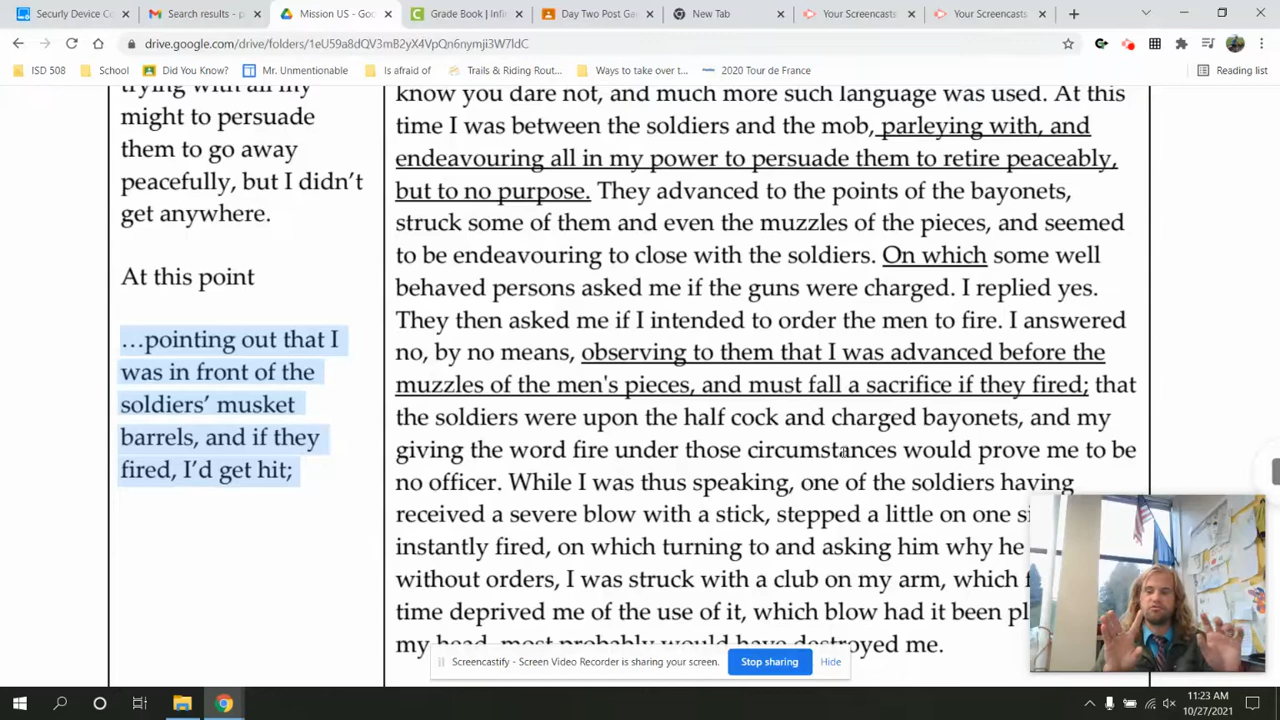 Securly Device Co
Search results - p
Mission US - Goo
Grade Book | Infin
Day Two Post Ga
New Tab
Your Screencasts
Your Screencasts
drive.google.com/drive/folders/1eU59a8dQV3mB2yX4VpQn6nymji3W7ldC
ISD 508
School
Did You Know?
Mr. Unmentionable
Is afraid of
Trails & Riding Rout...
Ways to take over t...
2020 Tour de France
Reading list
trying with all my
might to persuade
them to go away
peacefully, but I didn't
get anywhere.
At this point
…pointing out that I
was in front of the
soldiers' musket
barrels, and if they
fired, I'd get hit;
know you dare not, and much more such language was used. At this
time I was between the soldiers and the mob, parleying with, and
endeavouring all in my power to persuade them to retire peaceably,
but to no purpose. They advanced to the points of the bayonets,
struck some of them and even the muzzles of the pieces, and seemed
to be endeavouring to close with the soldiers. On which some well
behaved persons asked me if the guns were charged. I replied yes.
They then asked me if I intended to order the men to fire. I answered
no, by no means, observing to them that I was advanced before the
muzzles of the men's pieces, and must fall a sacrifice if they fired; that
the soldiers were upon the half cock and charged bayonets, and my
giving the word fire under those circumstances would prove me to be
no officer. While I was thus speaking, one of the soldiers having
received a severe blow with a stick, stepped a little on one si
instantly fired, on which turning to and asking him why he
without orders, I was struck with a club on my arm, which f
time deprived me of the use of it, which blow had it been pl
my head, most probably would have destroyed me.
Screencastify - Screen Video Recorder is sharing your screen.
Stop sharing
Hide
11:23 AM
10/27/2021